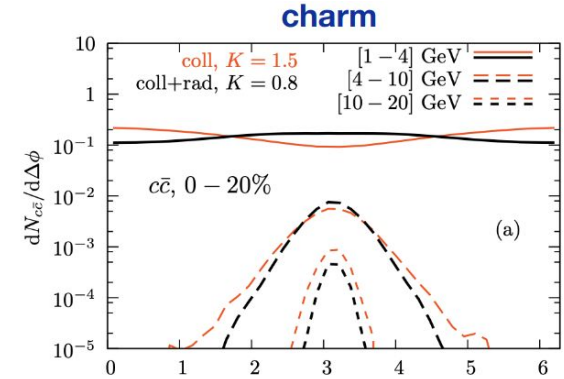 charm
coll, K = 1.5
coll+rad, K = 0.8
[1 − 4] GeV
[4 − 10] GeV
[10 − 20] GeV
10
1
10⁻¹
10⁻²
10⁻³
10⁻⁴
10⁻⁵
dN_{cc̄}/dΔϕ
cc̄, 0 − 20%
(a)
0 1 2 3 4 5 6